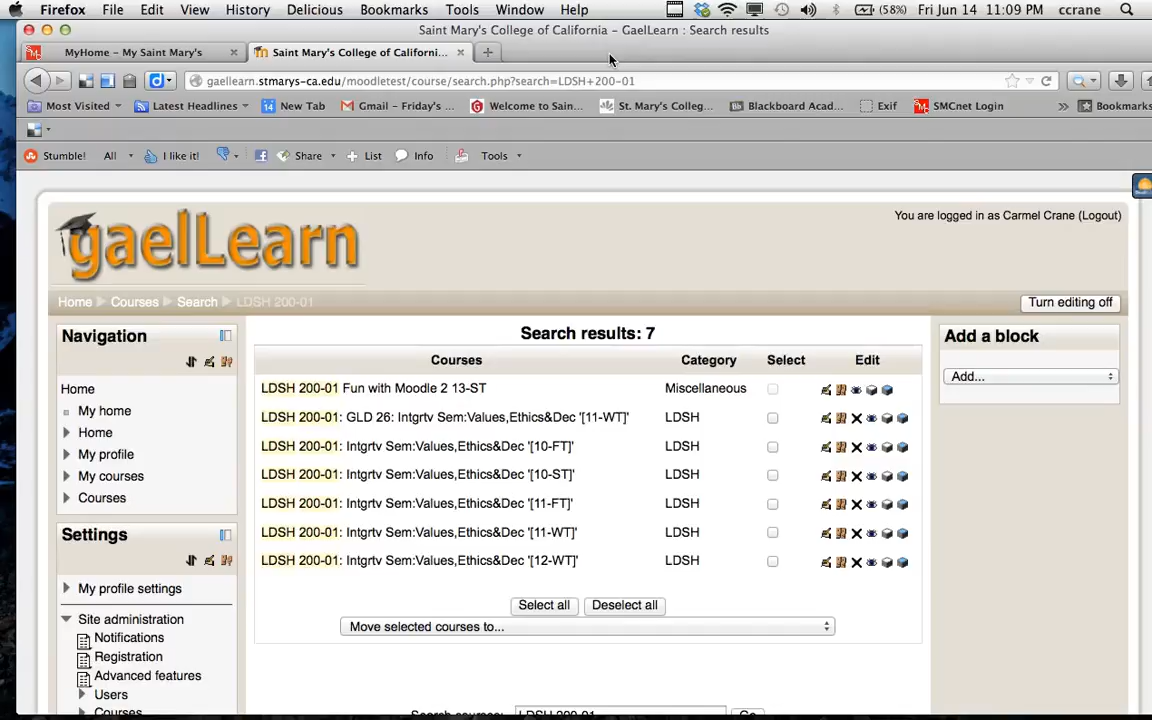 Firefox File Edit View History Delicious Bookmarks Tools Window Help (58%) Fri Jun 14 11:09 PM ccrane
Saint Mary's College of California – GaelLearn : Search results
MyHome – My Saint Mary's Saint Mary's College of Californi...
gaellearn.stmarys-ca.edu/moodletest/course/search.php?search=LDSH+200-01
Most Visited Latest Headlines 14 New Tab Gmail – Friday's ... Welcome to Sain... St. Mary's Colleg... Bb Blackboard Acad... Exif SMCnet Login » Bookmarks
Stumble! All I like it! Share List Info Tools
gaelLearn
You are logged in as Carmel Crane (Logout)
Home Courses Search LDSH 200-01
Turn editing off
Navigation
Home
My home
Home
My profile
My courses
Courses
Settings
My profile settings
Site administration
Notifications
Registration
Advanced features
Users
Courses
Search results: 7
Courses Category Select Edit
LDSH 200-01 Fun with Moodle 2 13-ST Miscellaneous
LDSH 200-01: GLD 26: Intgrtv Sem:Values,Ethics&Dec '[11-WT]' LDSH
LDSH 200-01: Intgrtv Sem:Values,Ethics&Dec '[10-FT]' LDSH
LDSH 200-01: Intgrtv Sem:Values,Ethics&Dec '[10-ST]' LDSH
LDSH 200-01: Intgrtv Sem:Values,Ethics&Dec '[11-FT]' LDSH
LDSH 200-01: Intgrtv Sem:Values,Ethics&Dec '[11-WT]' LDSH
LDSH 200-01: Intgrtv Sem:Values,Ethics&Dec '[12-WT]' LDSH
Select all Deselect all
Move selected courses to...
Search courses: LDSH 200-01 Go
Add a block
Add...